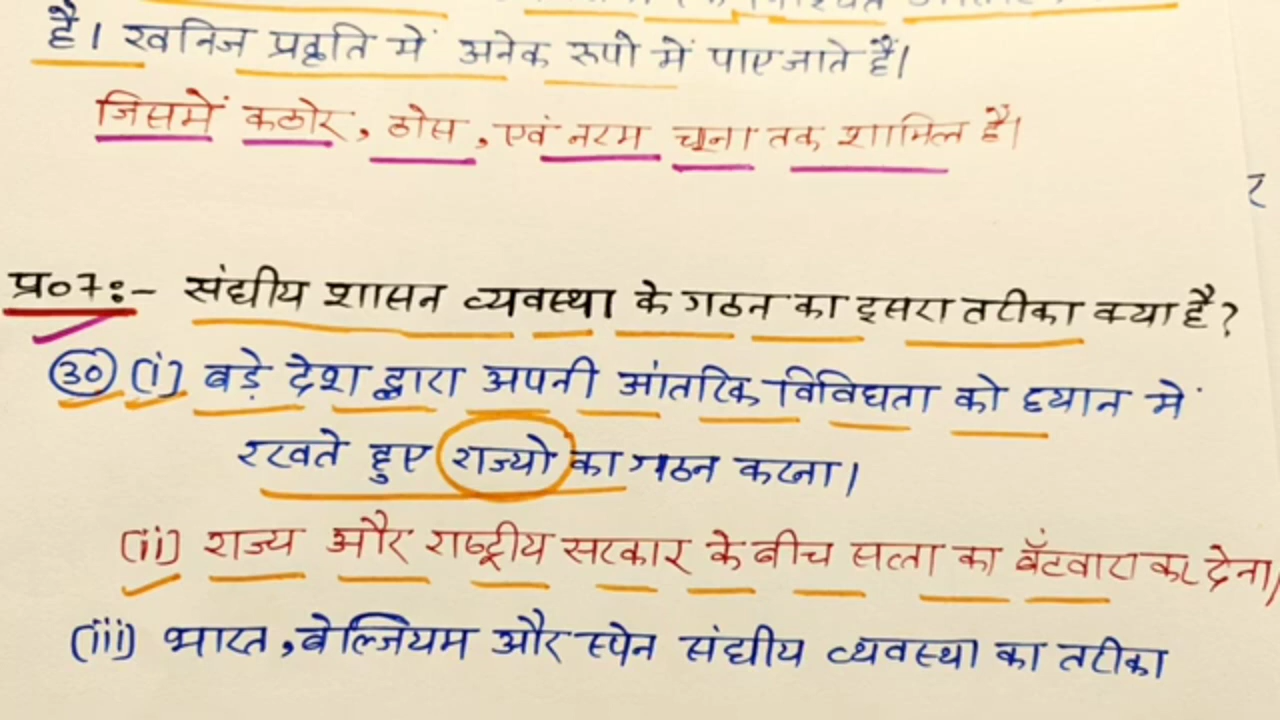 है। खनिज प्रकृति में अनेक रूपो में पाए जाते हैं।
जिसमें कठोर, ठोस, एवं नरम चूना तक शामिल है।
प्र०7:- संघीय शासन व्यवस्था के गठन का दूसरा तरीका क्या है?
उ० (i) बड़े देश द्वारा अपनी आंतरिक विविधता को ध्यान में
रखते हुए राज्यो का गठन करना।
(ii) राज्य और राष्ट्रीय सरकार के बीच सत्ता का बँटवारा कर देना।
(iii) भारत, बेल्जियम और स्पेन संघीय व्यवस्था का तरीका